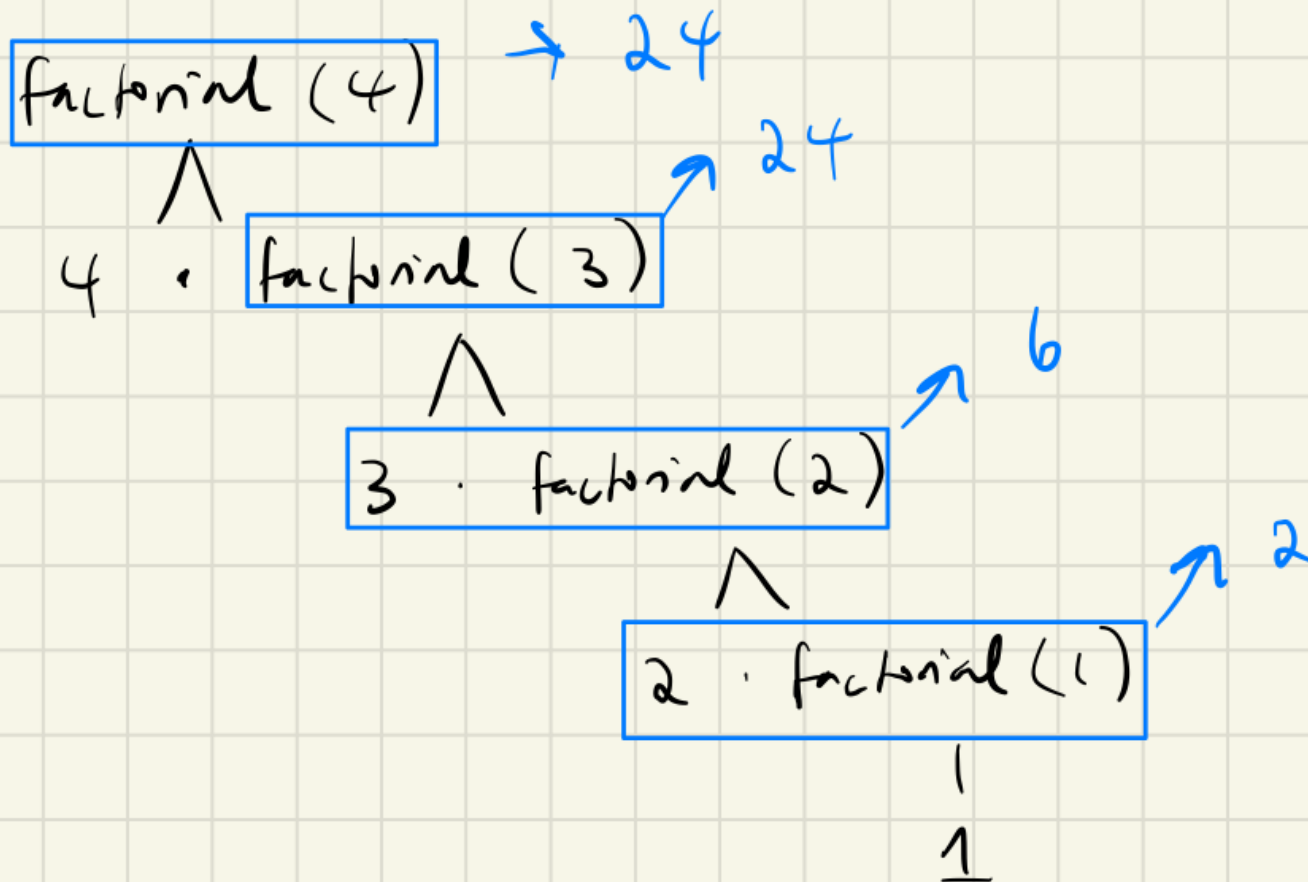 factorial (4) → 24
24
4 · factorial (3)
6
3 · factorial (2)
2
2 · factorial (1)
1